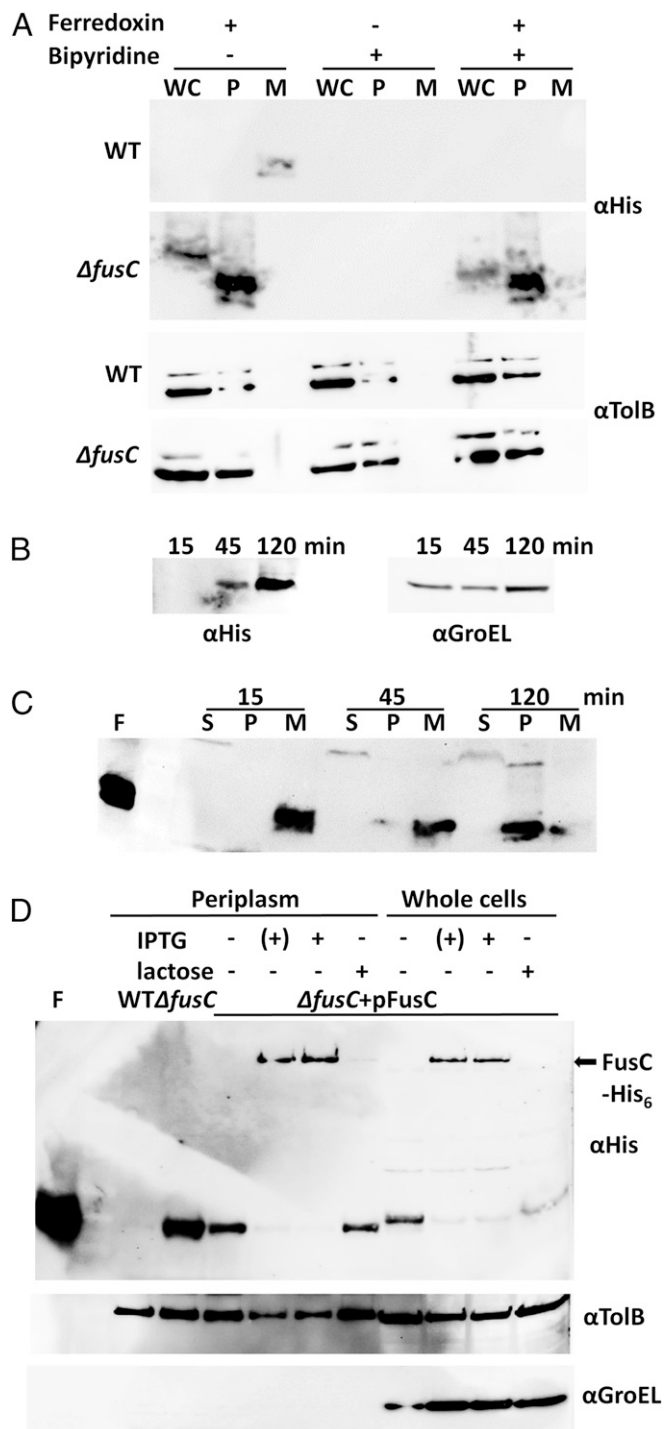 A
Ferredoxin + - +
Bipyridine - + +
WC P M WC P M WC P M
WT
αHis
ΔfusC
WT
αTolB
ΔfusC
B
15 45 120 min 15 45 120 min
αHis αGroEL
C
15 45 120 min
F S P M S P M S P M
D
Periplasm Whole cells
IPTG - (+) + - - (+) + -
lactose - - - + - - - +
F WT ΔfusC ΔfusC+pFusC
FusC
-His6
αHis
αTolB
αGroEL